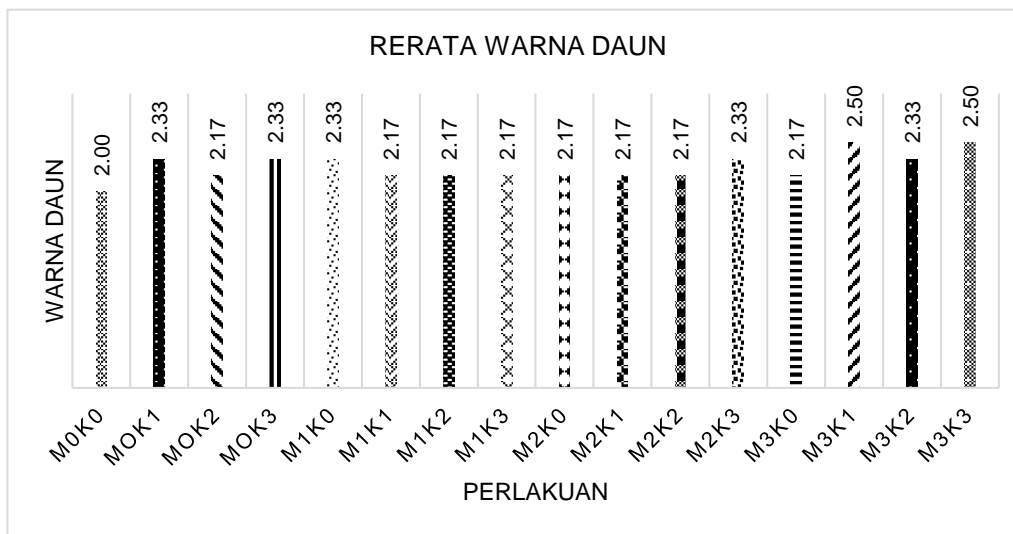 RERATA WARNA DAUN
WARNA DAUN
2.00 2.33 2.17 2.33 2.33 2.17 2.17 2.17 2.17 2.17 2.17 2.33 2.17 2.50 2.33 2.50
M0K0 MOK1 MOK2 MOK3 M1K0 M1K1 M1K2 M1K3 M2K0 M2K1 M2K2 M2K3 M3K0 M3K1 M3K2 M3K3
PERLAKUAN